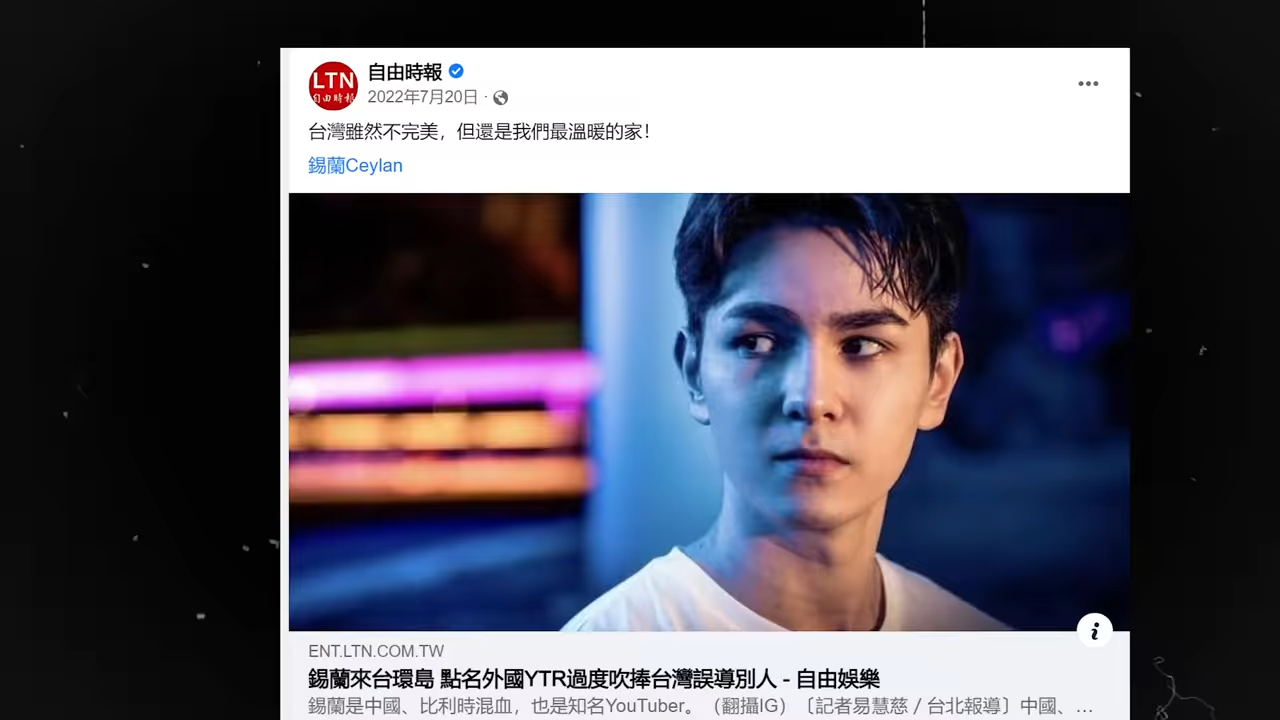 LTN
自由時報
自由時報
2022年7月20日 ·
台灣雖然不完美，但還是我們最溫暖的家！
錫蘭Ceylan
ENT.LTN.COM.TW
錫蘭來台環島 點名外國YTR過度吹捧台灣誤導別人 - 自由娛樂
錫蘭是中國、比利時混血，也是知名YouTuber。（翻攝IG）〔記者易慧慈 / 台北報導〕中國、…